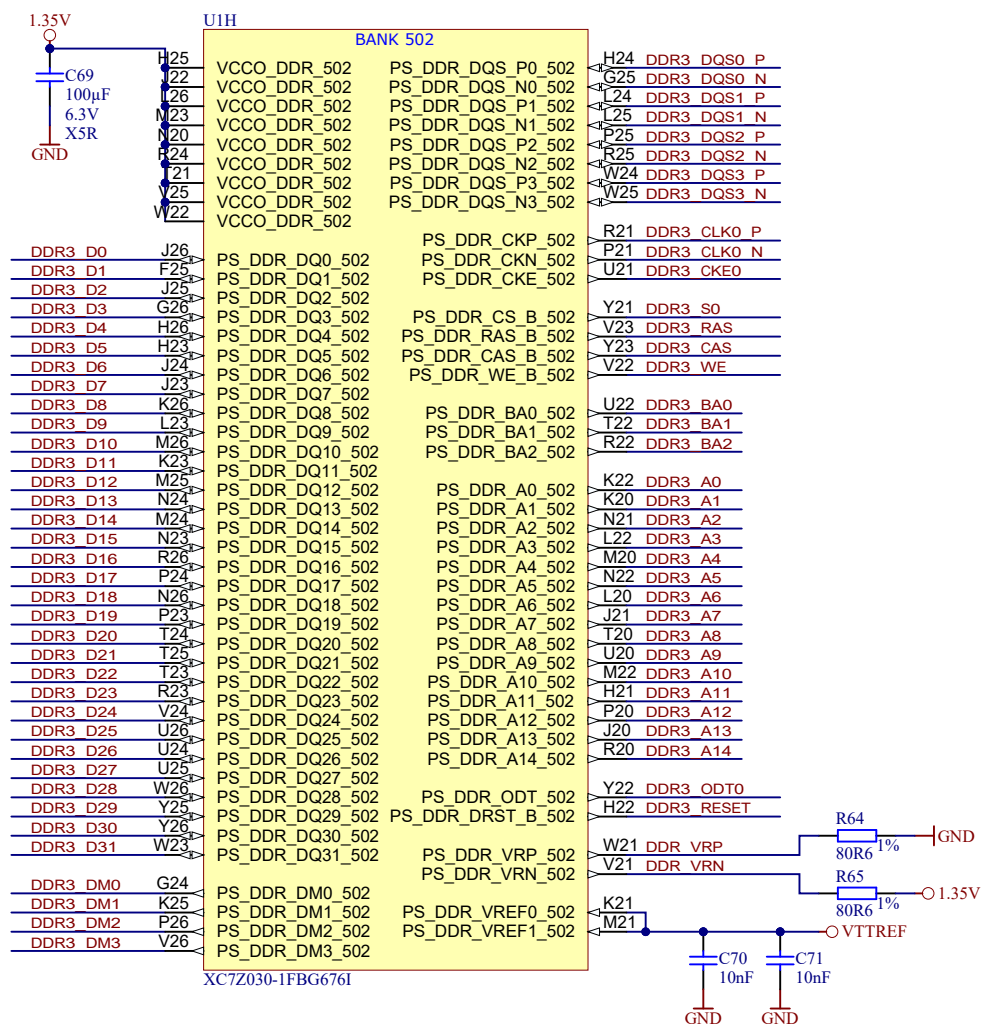 1.35V
U1H
BANK 502
C69
100µF
6.3V
X5R
GND
H25 VCCO_DDR_502
VCCO_DDR_502
VCCO_DDR_502
M23 VCCO_DDR_502
N20 VCCO_DDR_502
VCCO_DDR_502
VCCO_DDR_502
V25 VCCO_DDR_502
W22 VCCO_DDR_502
PS_DDR_DQS_P0_502 H24 DDR3_DQS0_P
PS_DDR_DQS_N0_502 G25 DDR3_DQS0_N
PS_DDR_DQS_P1_502 L24 DDR3_DQS1_P
PS_DDR_DQS_N1_502 L25 DDR3_DQS1_N
PS_DDR_DQS_P2_502 P25 DDR3_DQS2_P
PS_DDR_DQS_N2_502 R25 DDR3_DQS2_N
PS_DDR_DQS_P3_502 W24 DDR3_DQS3_P
PS_DDR_DQS_N3_502 W25 DDR3_DQS3_N
PS_DDR_CKP_502 R21 DDR3_CLK0_P
PS_DDR_CKN_502 P21 DDR3_CLK0_N
PS_DDR_CKE_502 U21 DDR3_CKE0
PS_DDR_CS_B_502 Y21 DDR3_S0
PS_DDR_RAS_B_502 V23 DDR3_RAS
PS_DDR_CAS_B_502 Y23 DDR3_CAS
PS_DDR_WE_B_502 V22 DDR3_WE
PS_DDR_BA0_502 U22 DDR3_BA0
PS_DDR_BA1_502 T22 DDR3_BA1
PS_DDR_BA2_502 R22 DDR3_BA2
PS_DDR_A0_502 K22 DDR3_A0
PS_DDR_A1_502 K20 DDR3_A1
PS_DDR_A2_502 N21 DDR3_A2
PS_DDR_A3_502 L22 DDR3_A3
PS_DDR_A4_502 M20 DDR3_A4
PS_DDR_A5_502 N22 DDR3_A5
PS_DDR_A6_502 L20 DDR3_A6
PS_DDR_A7_502 J21 DDR3_A7
PS_DDR_A8_502 T20 DDR3_A8
PS_DDR_A9_502 U20 DDR3_A9
PS_DDR_A10_502 M22 DDR3_A10
PS_DDR_A11_502 H21 DDR3_A11
PS_DDR_A12_502 P20 DDR3_A12
PS_DDR_A13_502 J20 DDR3_A13
PS_DDR_A14_502 R20 DDR3_A14
PS_DDR_ODT_502 Y22 DDR3_ODT0
PS_DDR_DRST_B_502 H22 DDR3_RESET
PS_DDR_VRP_502 W21 DDR_VRP
PS_DDR_VRN_502 V21 DDR_VRN
PS_DDR_VREF0_502 K21
PS_DDR_VREF1_502 M21
DDR3_D0 J26 PS_DDR_DQ0_502
DDR3_D1 F25 PS_DDR_DQ1_502
DDR3_D2 J25 PS_DDR_DQ2_502
DDR3_D3 G26 PS_DDR_DQ3_502
DDR3_D4 H26 PS_DDR_DQ4_502
DDR3_D5 H23 PS_DDR_DQ5_502
DDR3_D6 J24 PS_DDR_DQ6_502
DDR3_D7 J23 PS_DDR_DQ7_502
DDR3_D8 K26 PS_DDR_DQ8_502
DDR3_D9 L23 PS_DDR_DQ9_502
DDR3_D10 M26 PS_DDR_DQ10_502
DDR3_D11 K23 PS_DDR_DQ11_502
DDR3_D12 M25 PS_DDR_DQ12_502
DDR3_D13 N24 PS_DDR_DQ13_502
DDR3_D14 M24 PS_DDR_DQ14_502
DDR3_D15 N23 PS_DDR_DQ15_502
DDR3_D16 R26 PS_DDR_DQ16_502
DDR3_D17 P24 PS_DDR_DQ17_502
DDR3_D18 N26 PS_DDR_DQ18_502
DDR3_D19 P23 PS_DDR_DQ19_502
DDR3_D20 T24 PS_DDR_DQ20_502
DDR3_D21 T25 PS_DDR_DQ21_502
DDR3_D22 T23 PS_DDR_DQ22_502
DDR3_D23 R23 PS_DDR_DQ23_502
DDR3_D24 V24 PS_DDR_DQ24_502
DDR3_D25 U26 PS_DDR_DQ25_502
DDR3_D26 U24 PS_DDR_DQ26_502
DDR3_D27 U25 PS_DDR_DQ27_502
DDR3_D28 W26 PS_DDR_DQ28_502
DDR3_D29 Y25 PS_DDR_DQ29_502
DDR3_D30 Y26 PS_DDR_DQ30_502
DDR3_D31 W23 PS_DDR_DQ31_502
DDR3_DM0 G24 PS_DDR_DM0_502
DDR3_DM1 K25 PS_DDR_DM1_502
DDR3_DM2 P26 PS_DDR_DM2_502
DDR3_DM3 V26 PS_DDR_DM3_502
XC7Z030-1FBG676I
R64
80R6
1%
GND
R65
80R6
1%
1.35V
VTTREF
C70
10nF
GND
C71
10nF
GND